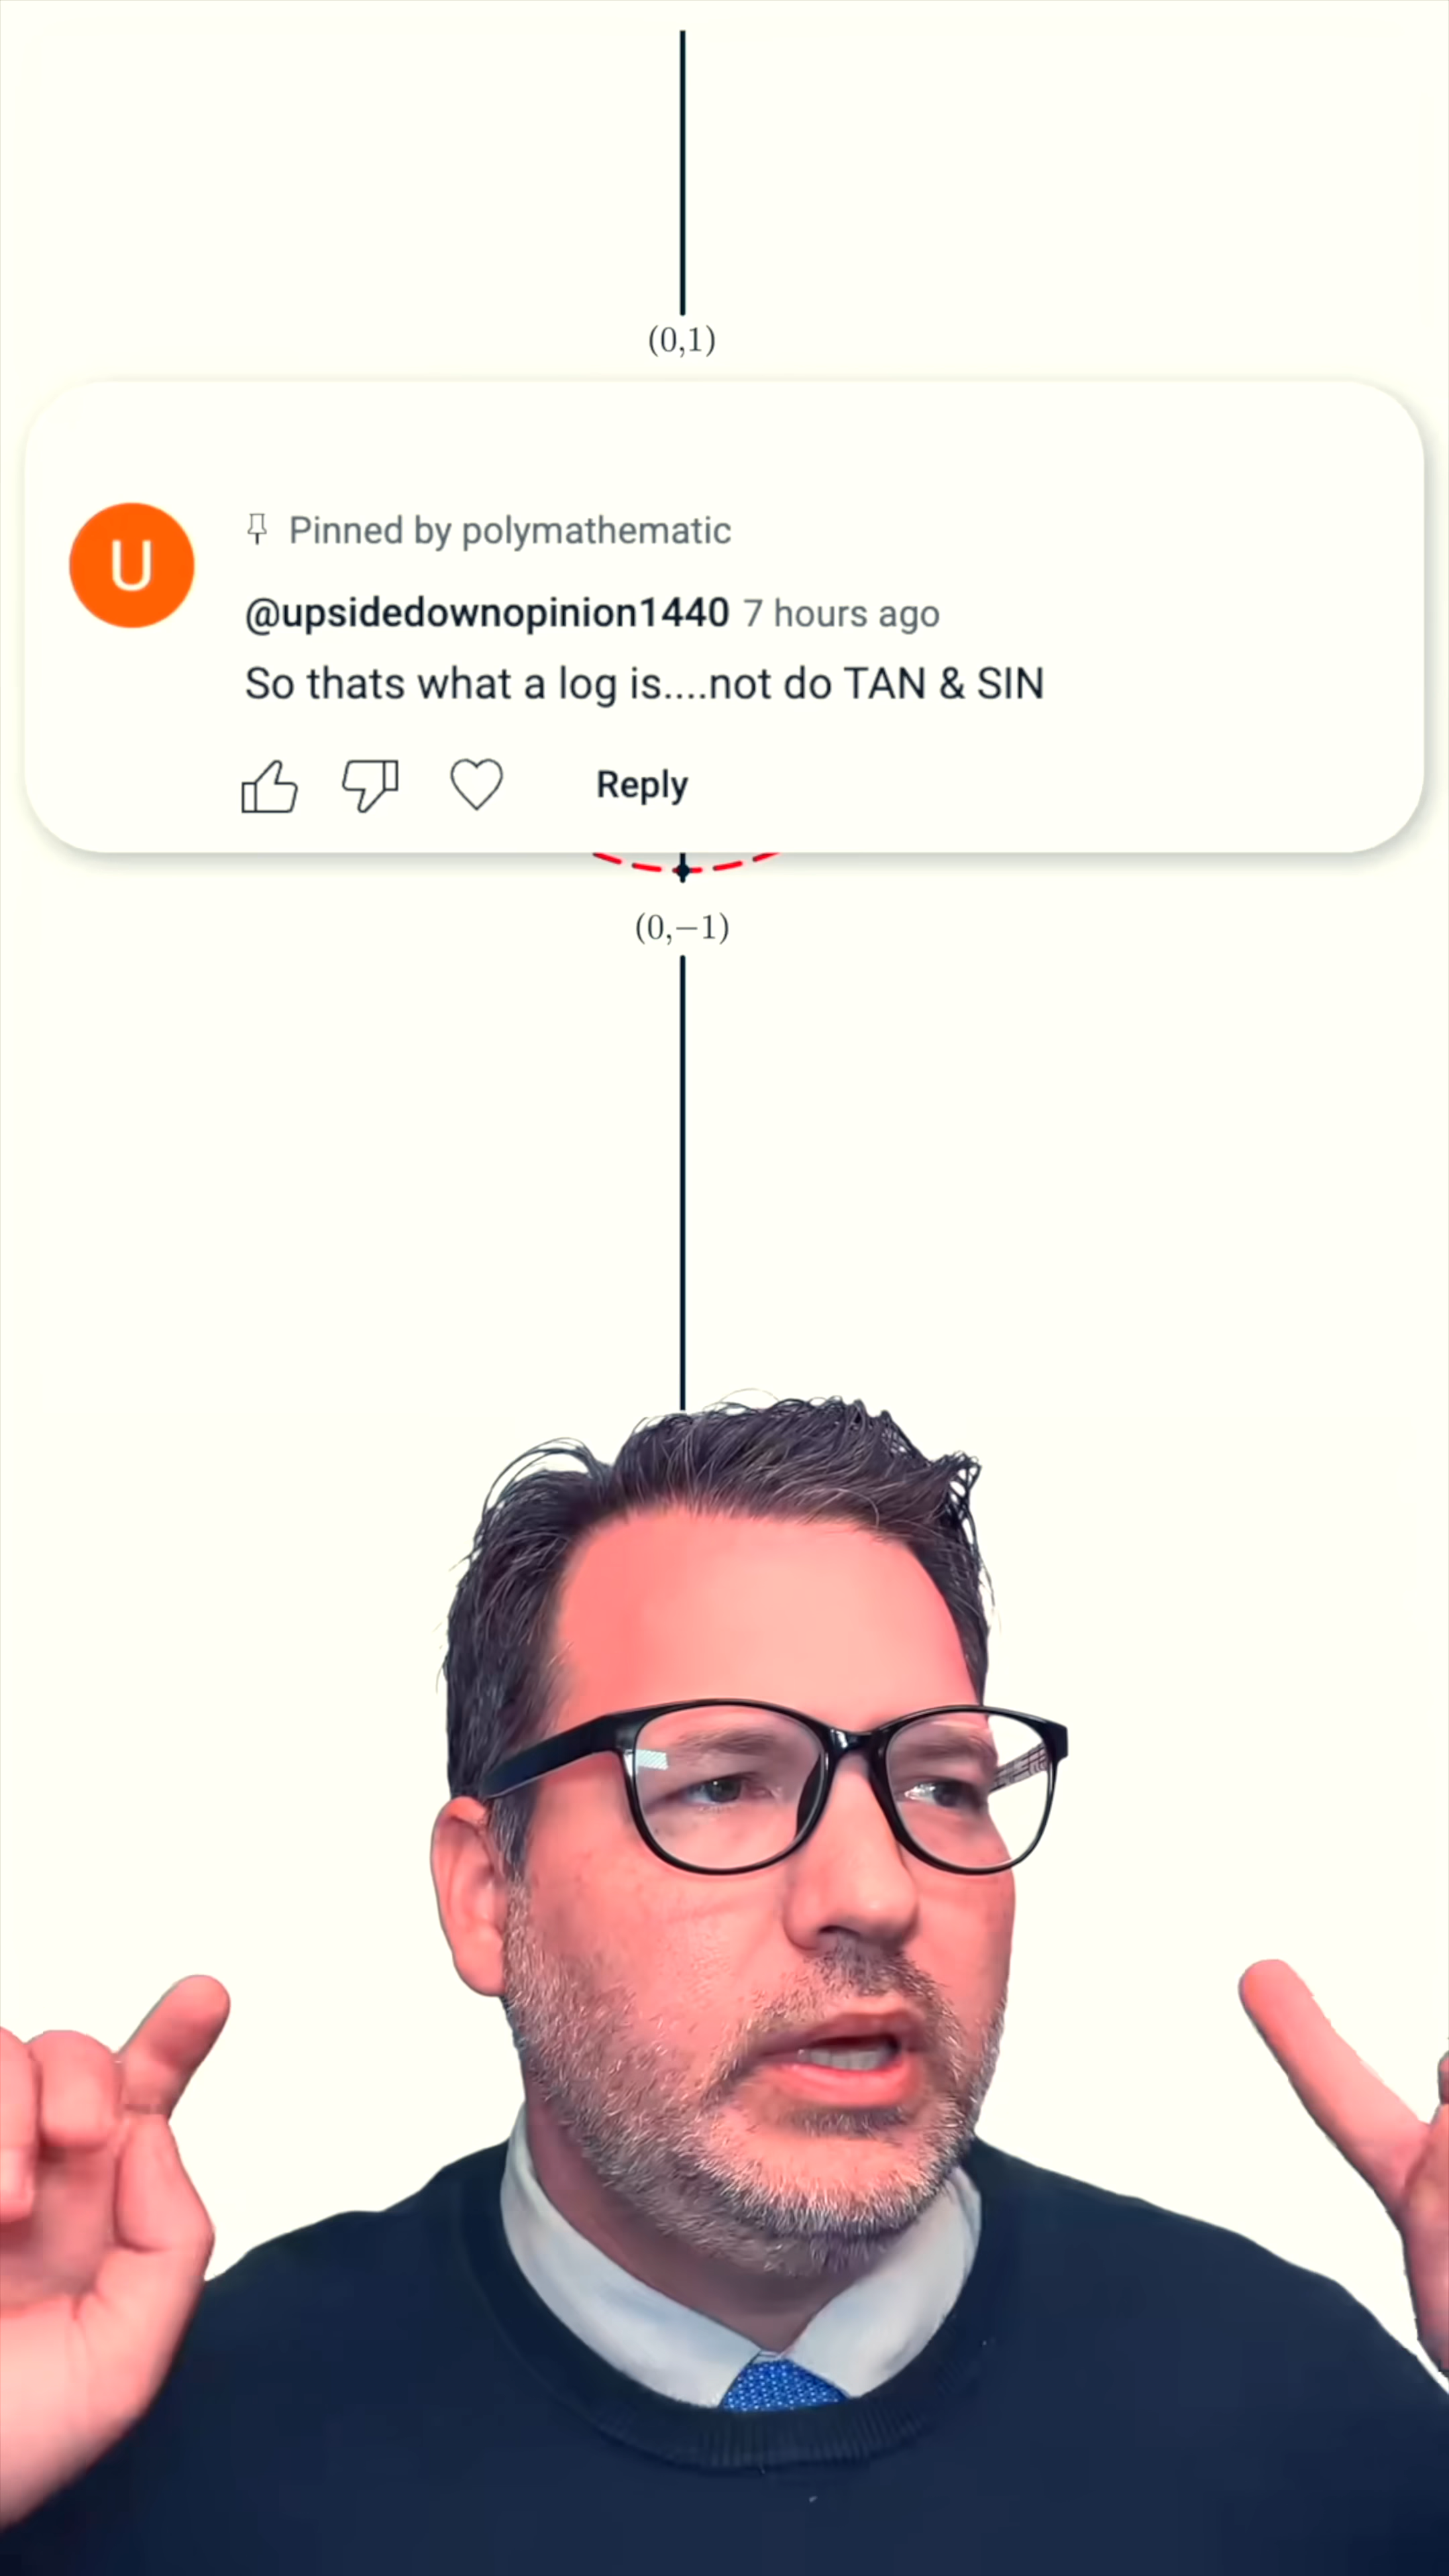 (0,1)
Pinned by polymathematic
U
@upsidedownopinion1440 7 hours ago
So thats what a log is....not do TAN & SIN
Reply
(0,−1)